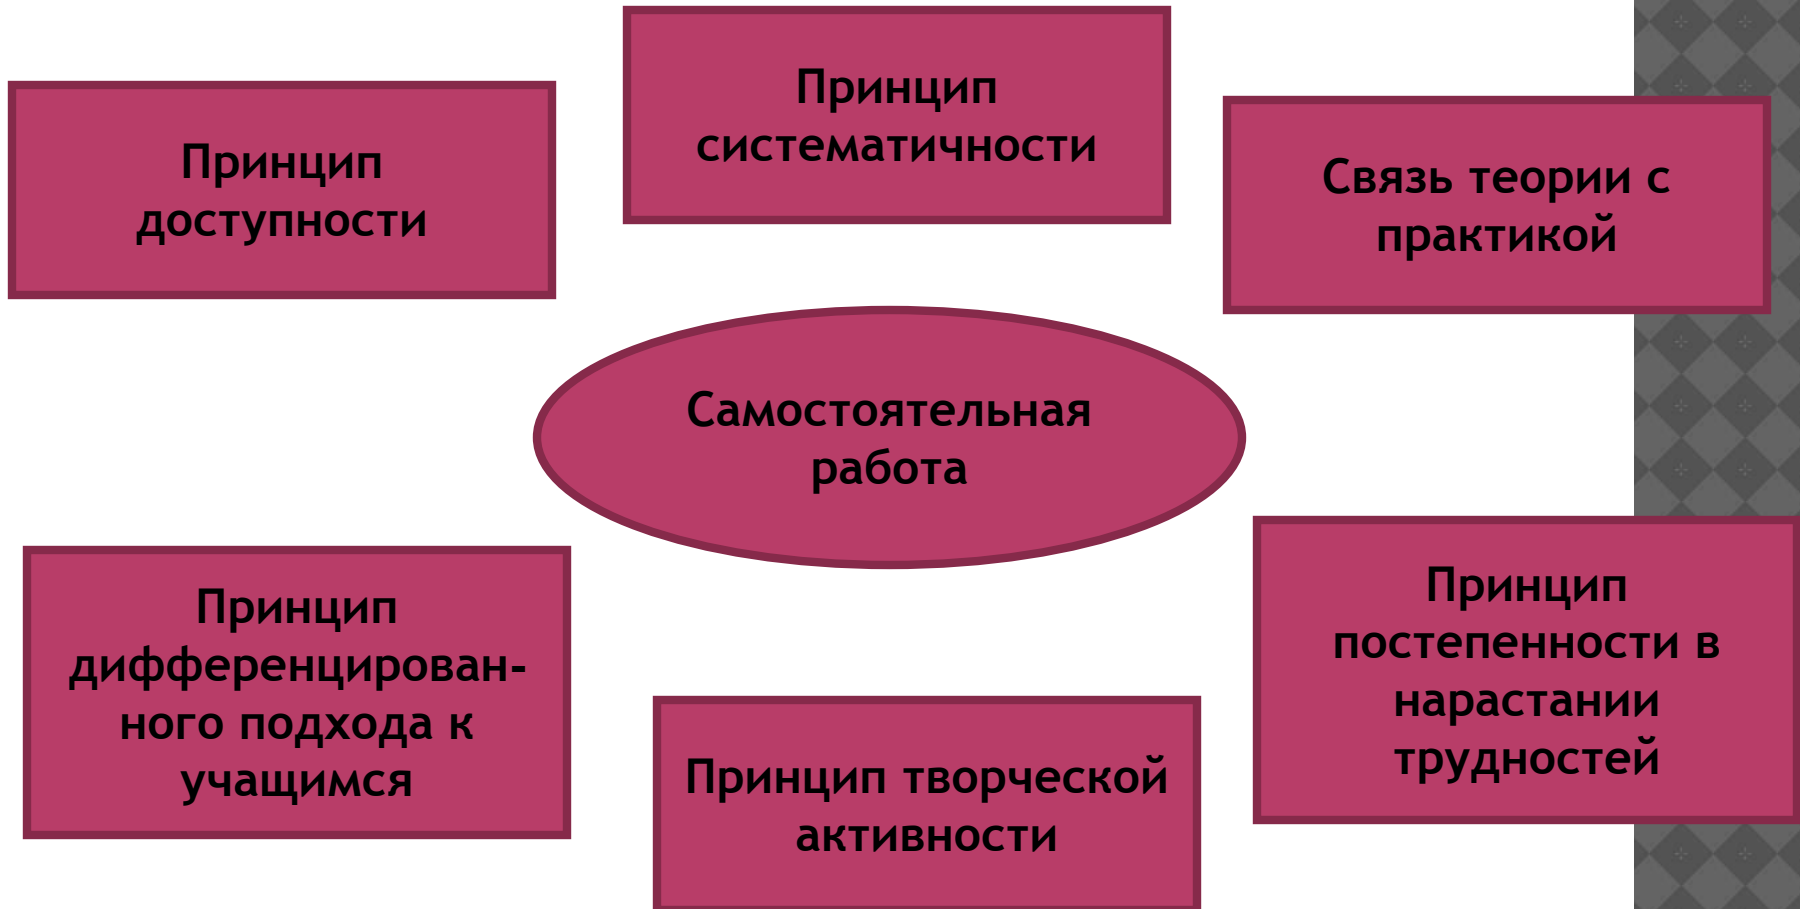 Принцип
доступности
Принцип
систематичности
Связь теории с
практикой
Самостоятельная
работа
Принцип
дифференцирован-
ного подхода к
учащимся
Принцип творческой
активности
Принцип
постепенности в
нарастании
трудностей